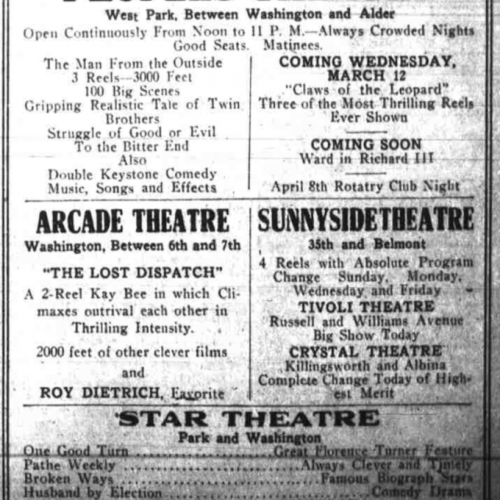 West Park, Between Washington and Alder
Open Continuously From Noon to 11 P. M.—Always Crowded Nights
Good Seats. Matinees.
The Man From the Outside
3 Reels—3000 Feet
100 Big Scenes
Gripping Realistic Tale of Twin
Brothers
Struggle of Good or Evil
To the Bitter End
Also
Double Keystone Comedy
Music, Songs and Effects
COMING WEDNESDAY,
MARCH 12
"Claws of the Leopard"
Three of the Most Thrilling Reels
Ever Shown
COMING SOON
Ward in Richard III
April 8th Rotatry Club Night
ARCADE THEATRE
Washington, Between 6th and 7th
"THE LOST DISPATCH"
A 2-Reel Kay Bee in which Cli-
maxes outrival each other in
Thrilling Intensity.
2000 feet of other clever films
and
ROY DIETRICH, Favorite
SUNNYSIDE THEATRE
35th and Belmont
4 Reels with Absolute Program
Change Sunday, Monday,
Wednesday and Friday
TIVOLI THEATRE
Russell and Williams Avenue
Big Show Today
CRYSTAL THEATRE
Killingsworth and Albina
Complete Change Today of High-
est Merit
STAR THEATRE
Park and Washington
One Good Turn ........ Great Florence Turner Feature
Pathe Weekly ........ Always Clever and Timely
Broken Ways ........ Famous Biograph Stars
Husband by Election ........ Comedy Drama